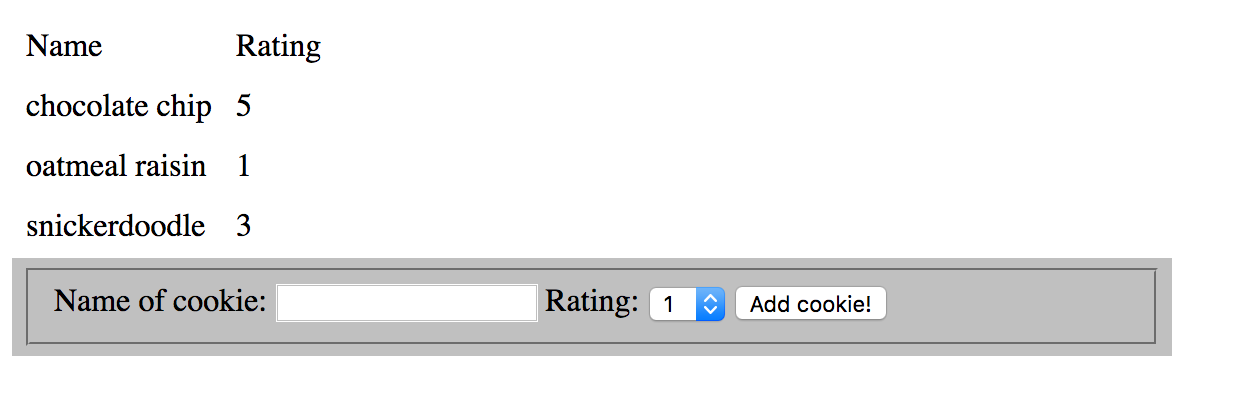 Name Rating
chocolate chip 5
oatmeal raisin 1
snickerdoodle 3
Name of cookie: Rating: 1 Add cookie!